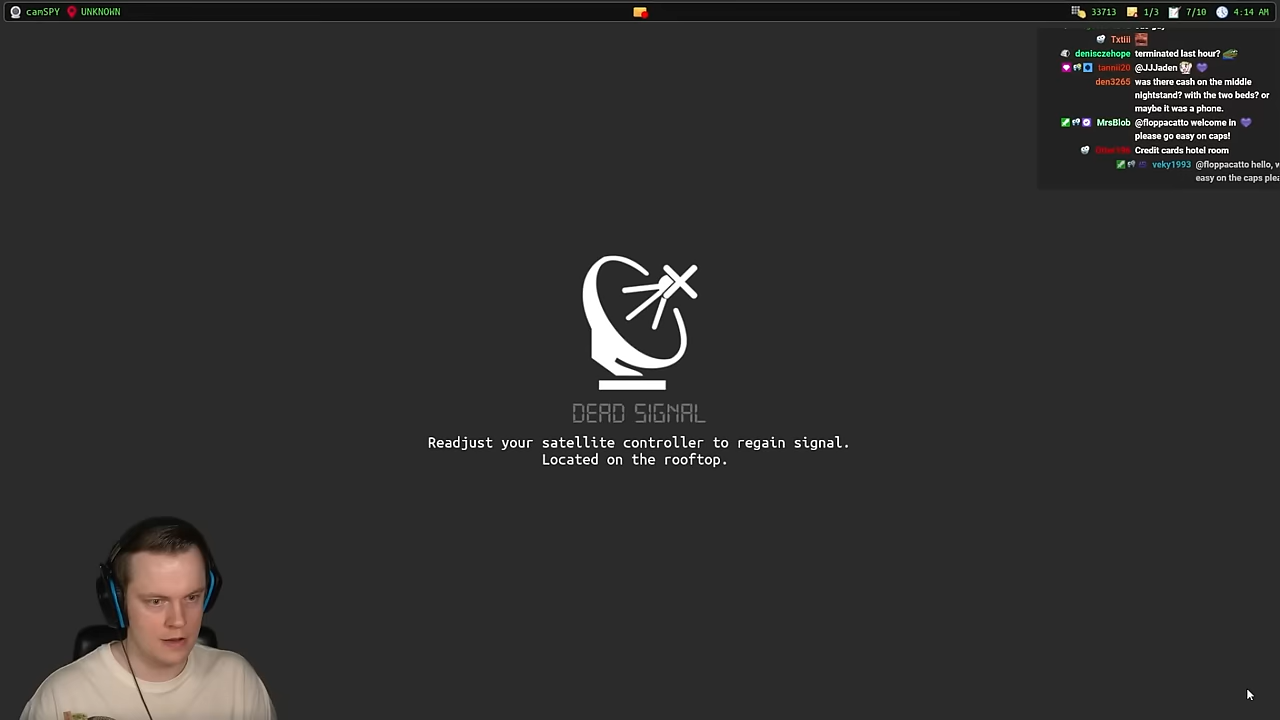 camSPY UNKNOWN 33713 1/3 7/10 4:14 AM
Txtiii
denisczehope terminated last hour?
tannii20 @JJJaden
den3265 was there cash on the middle
nightstand? with the two beds? or
maybe it was a phone.
MrsBlob @floppacatto welcome in
please go easy on caps!
Credit cards hotel room
veky1993 @floppacatto hello, w
easy on the caps plea
DEAD SIGNAL
Readjust your satellite controller to regain signal.
Located on the rooftop.